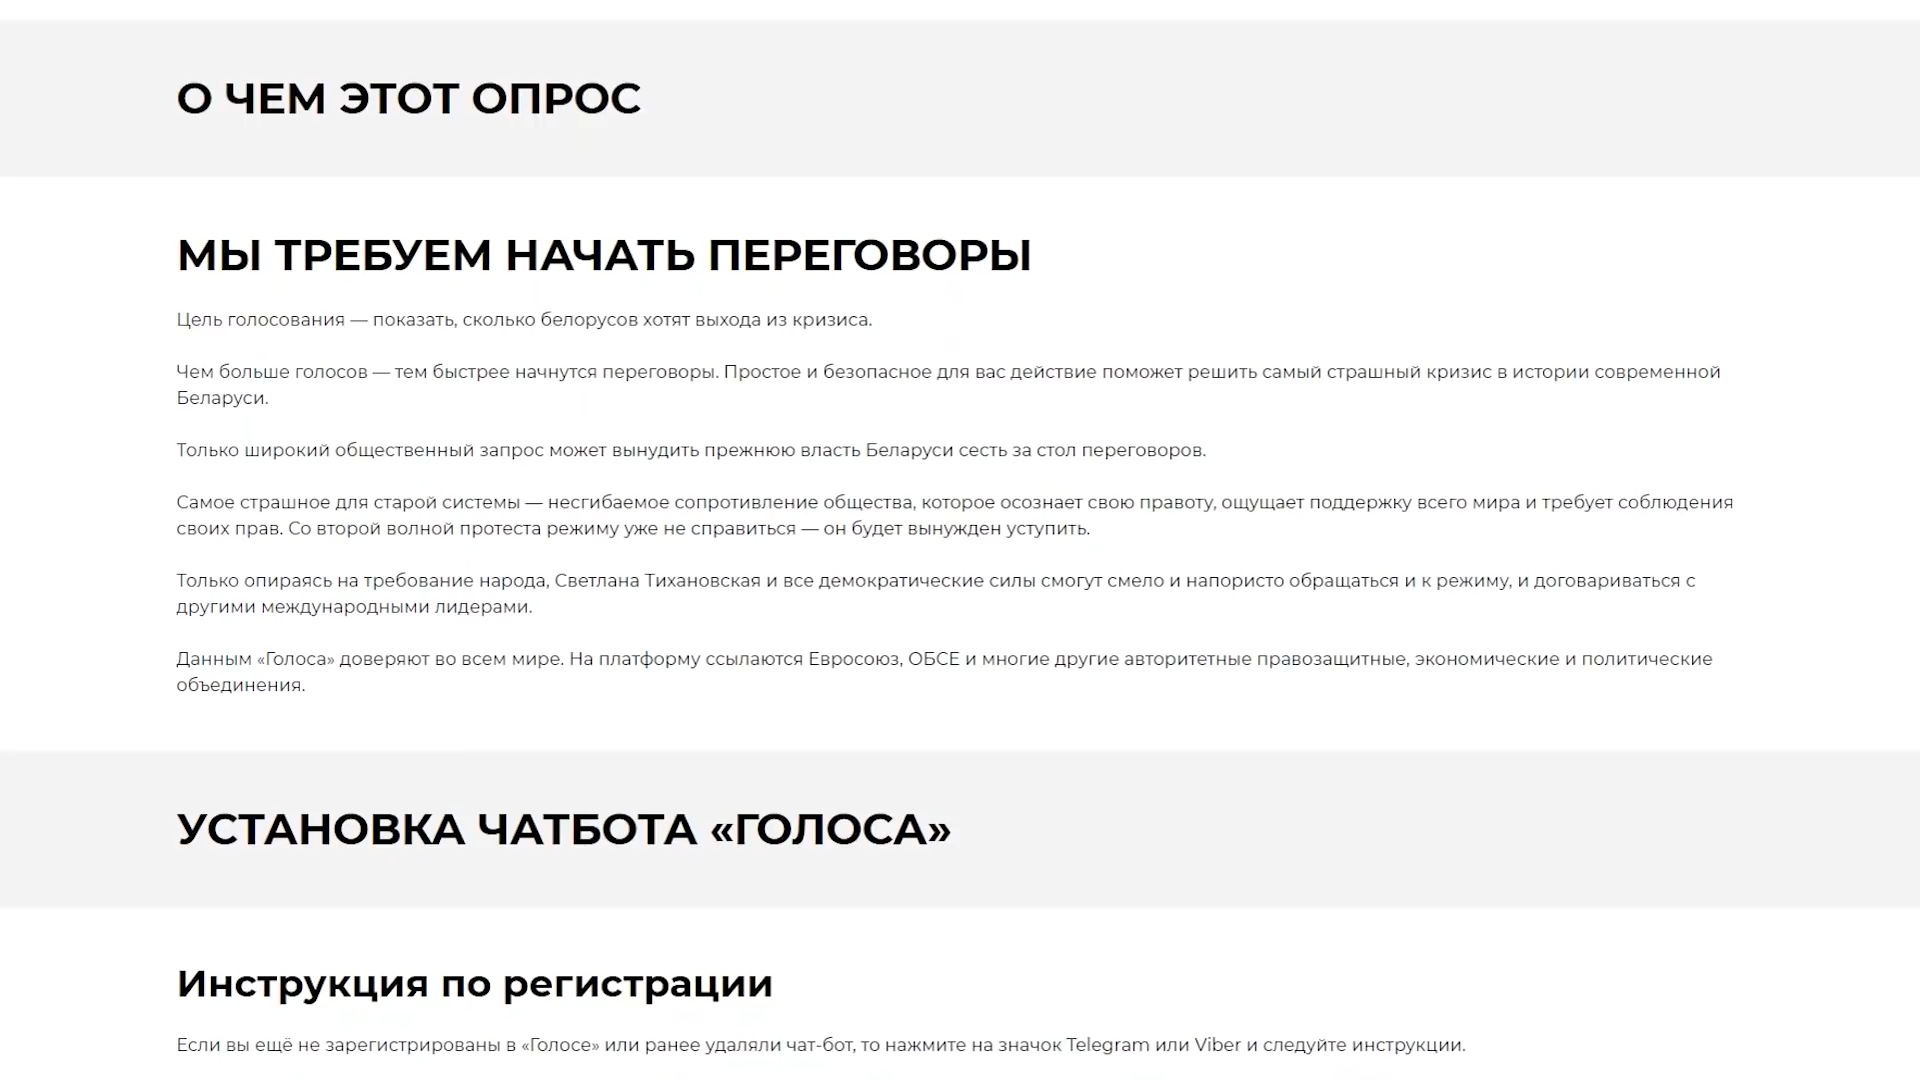 О ЧЕМ ЭТОТ ОПРОС
МЫ ТРЕБУЕМ НАЧАТЬ ПЕРЕГОВОРЫ
Цель голосования — показать, сколько белорусов хотят выхода из кризиса.
Чем больше голосов — тем быстрее начнутся переговоры. Простое и безопасное для вас действие поможет решить самый страшный кризис в истории современной
Беларуси.
Только широкий общественный запрос может вынудить прежнюю власть Беларуси сесть за стол переговоров.
Самое страшное для старой системы — несгибаемое сопротивление общества, которое осознает свою правоту, ощущает поддержку всего мира и требует соблюдения
своих прав. Со второй волной протеста режиму уже не справиться — он будет вынужден уступить.
Только опираясь на требование народа, Светлана Тихановская и все демократические силы смогут смело и напористо обращаться и к режиму, и договариваться с
другими международными лидерами.
Данным «Голоса» доверяют во всем мире. На платформу ссылаются Евросоюз, ОБСЕ и многие другие авторитетные правозащитные, экономические и политические
объединения.
УСТАНОВКА ЧАТБОТА «ГОЛОСА»
Инструкция по регистрации
Если вы ещё не зарегистрированы в «Голосе» или ранее удаляли чат-бот, то нажмите на значок Telegram или Viber и следуйте инструкции.